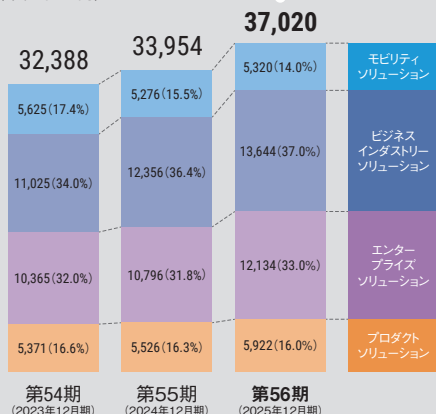 32,388
33,954
37,020
5,625(17.4%)
5,276(15.5%)
5,320(14.0%)
モビリティ
ソリューション
11,025(34.0%)
12,356(36.4%)
13,644(37.0%)
ビジネス
インダストリー
ソリューション
10,365(32.0%)
10,796(31.8%)
12,134(33.0%)
エンター
プライズ
ソリューション
5,371(16.6%)
5,526(16.3%)
5,922(16.0%)
プロダクト
ソリューション
第54期
(2023年12月期)
第55期
(2024年12月期)
第56期
(2025年12月期)